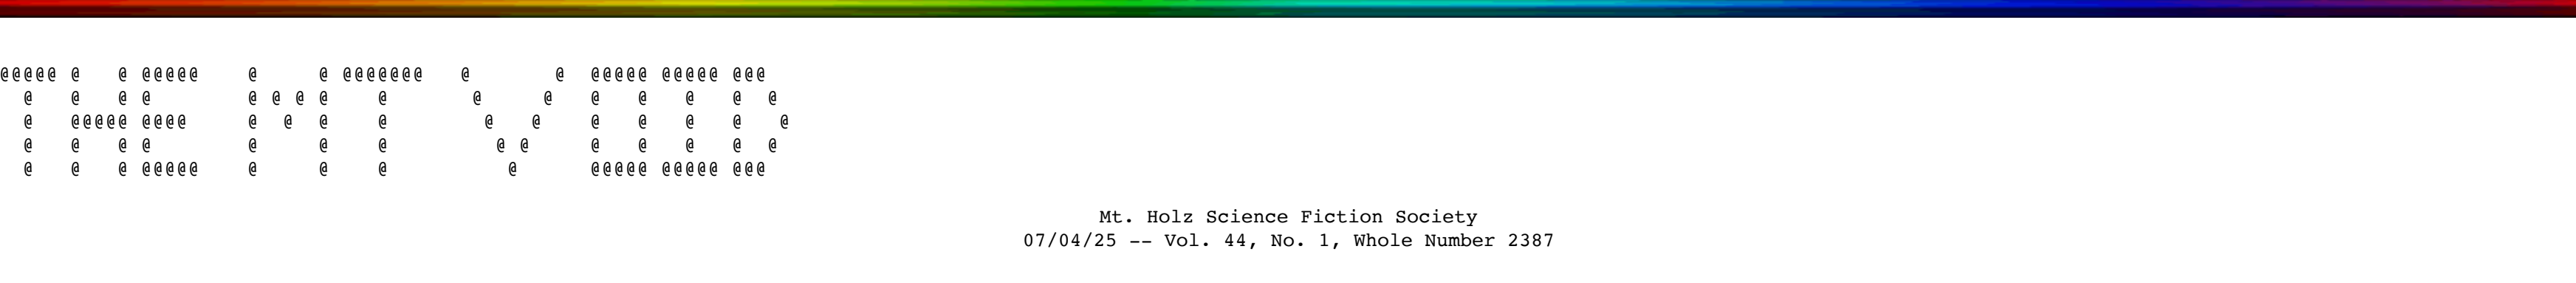 THE MT VOID
Mt. Holz Science Fiction Society
07/04/25 -- Vol. 44, No. 1, Whole Number 2387